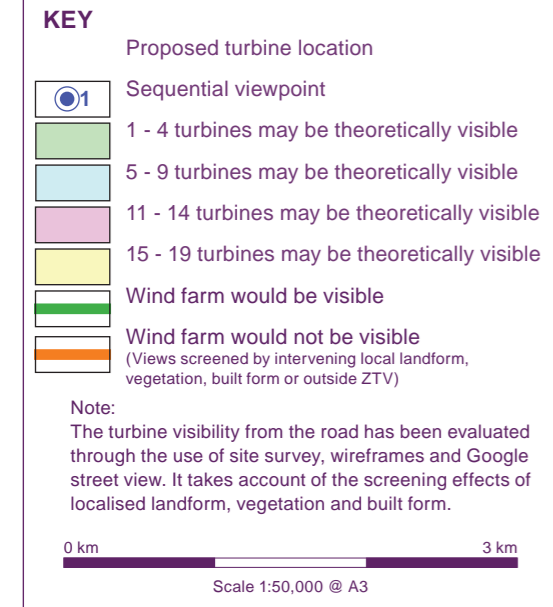 KEY
Proposed turbine location
1
Sequential viewpoint
1 - 4 turbines may be theoretically visible
5 - 9 turbines may be theoretically visible
11 - 14 turbines may be theoretically visible
15 - 19 turbines may be theoretically visible
Wind farm would be visible
Wind farm would not be visible
(Views screened by intervening local landform,
vegetation, built form or outside ZTV)
Note:
The turbine visibility from the road has been evaluated
through the use of site survey, wireframes and Google
street view. It takes account of the screening effects of
localised landform, vegetation and built form.
0 km 3 km
Scale 1:50,000 @ A3